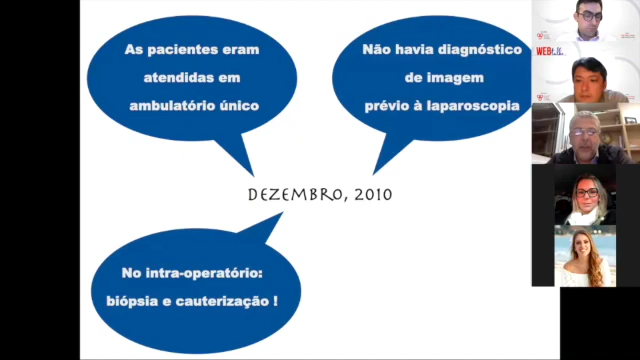 As pacientes eram
atendidas em
ambulatório único
Não havia diagnóstico
de imagem
prévio à laparoscopia
DEZEMBRO, 2010
No intra-operatório:
biópsia e cauterização !